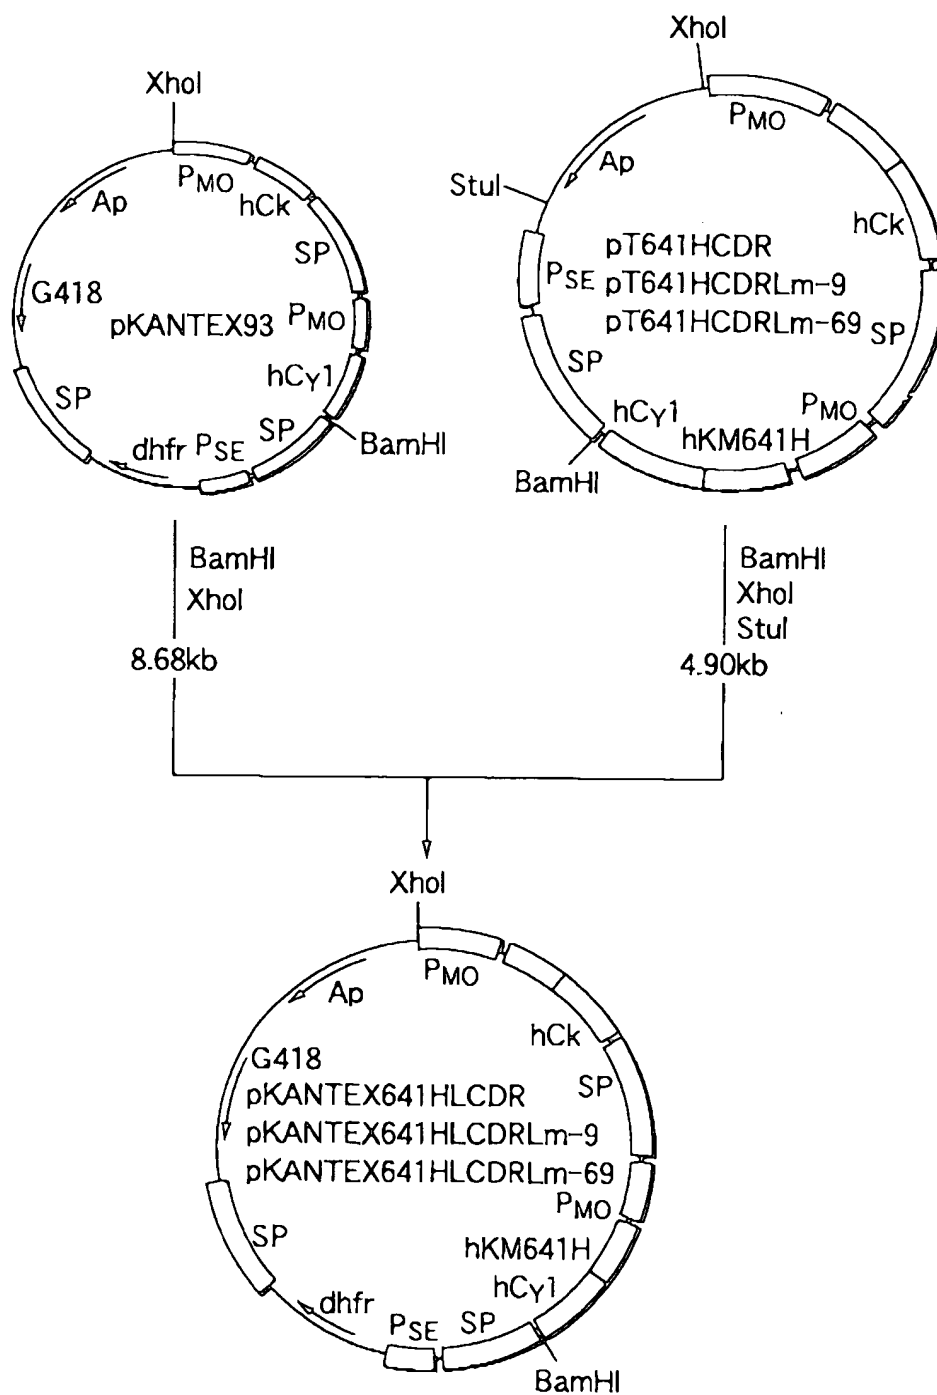 XhoI
PMO
hCk
SP
PMO
hCγ1
BamHI
SP
PSE
dhfr
SP
G418
Ap
pKANTEX93
XhoI
PMO
hCk
SP
PMO
hKM641H
hCγ1
BamHI
SP
PSE
StuI
Ap
pT641HCDR
pT641HCDRLm-9
pT641HCDRLm-69
BamHI
XhoI
8.68kb
BamHI
XhoI
StuI
4.90kb
XhoI
PMO
hCk
SP
PMO
hKM641H
hCγ1
BamHI
SP
PSE
dhfr
SP
G418
Ap
pKANTEX641HLCDR
pKANTEX641HLCDRLm-9
pKANTEX641HLCDRLm-69